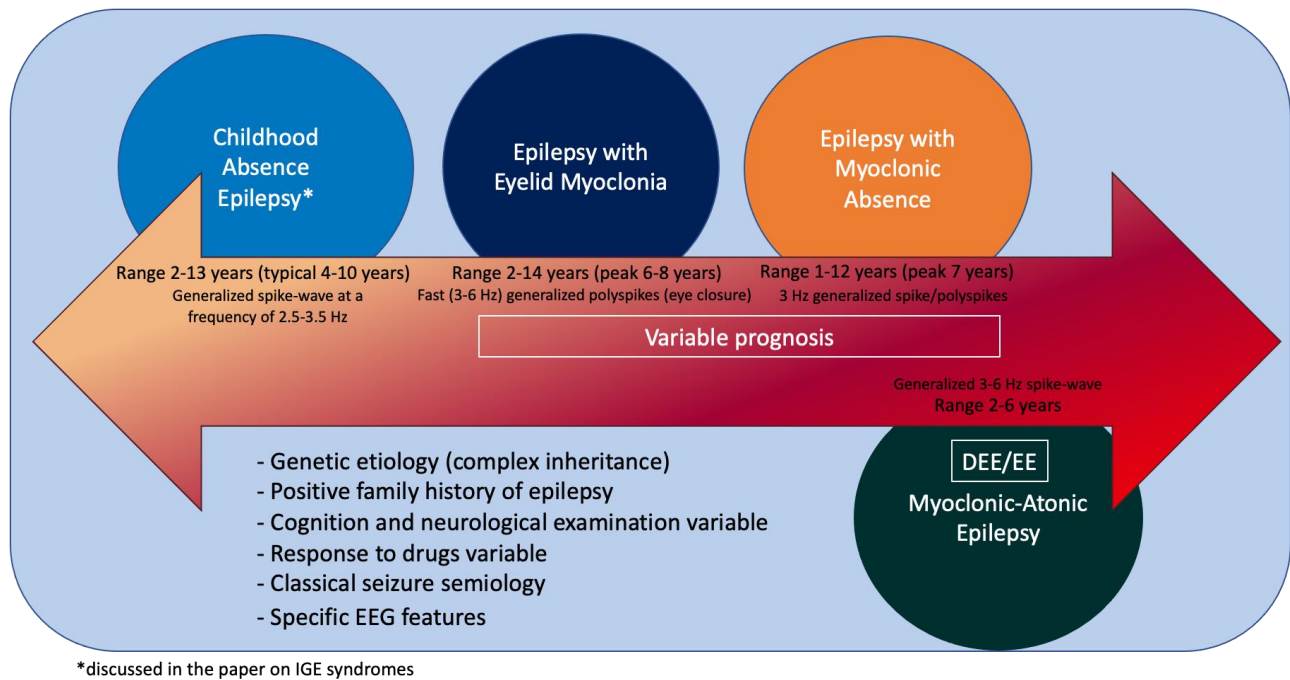 Childhood
Absence
Epilepsy*
Epilepsy with
Eyelid Myoclonia
Epilepsy with
Myoclonic
Absence
Range 2-13 years (typical 4-10 years)
Generalized spike-wave at a
frequency of 2.5-3.5 Hz
Range 2-14 years (peak 6-8 years)
Fast (3-6 Hz) generalized polyspikes (eye closure)
Range 1-12 years (peak 7 years)
3 Hz generalized spike/polyspikes
Variable prognosis
Generalized 3-6 Hz spike-wave
Range 2-6 years
DEE/EE
Myoclonic-Atonic
Epilepsy
- Genetic etiology (complex inheritance)
- Positive family history of epilepsy
- Cognition and neurological examination variable
- Response to drugs variable
- Classical seizure semiology
- Specific EEG features
*discussed in the paper on IGE syndromes